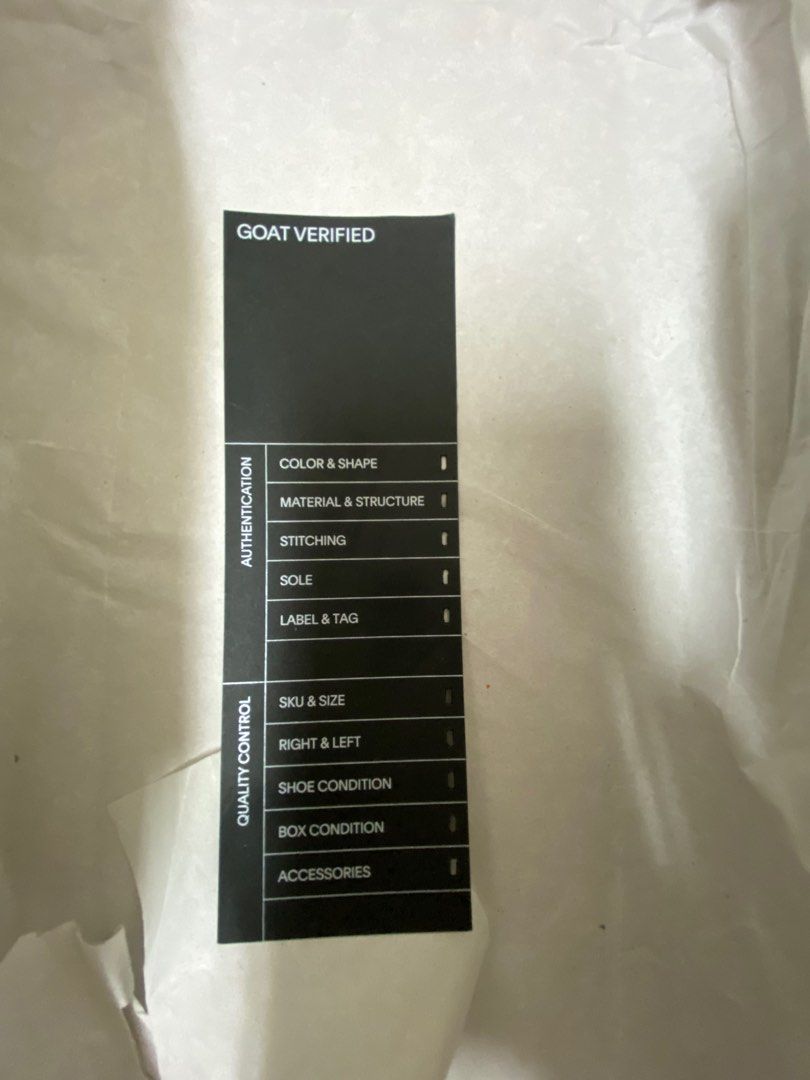 GOAT VERIFIED
AUTHENTICATION
COLOR & SHAPE
MATERIAL & STRUCTURE
STITCHING
SOLE
LABEL & TAG
QUALITY CONTROL
SKU & SIZE
RIGHT & LEFT
SHOE CONDITION
BOX CONDITION
ACCESSORIES